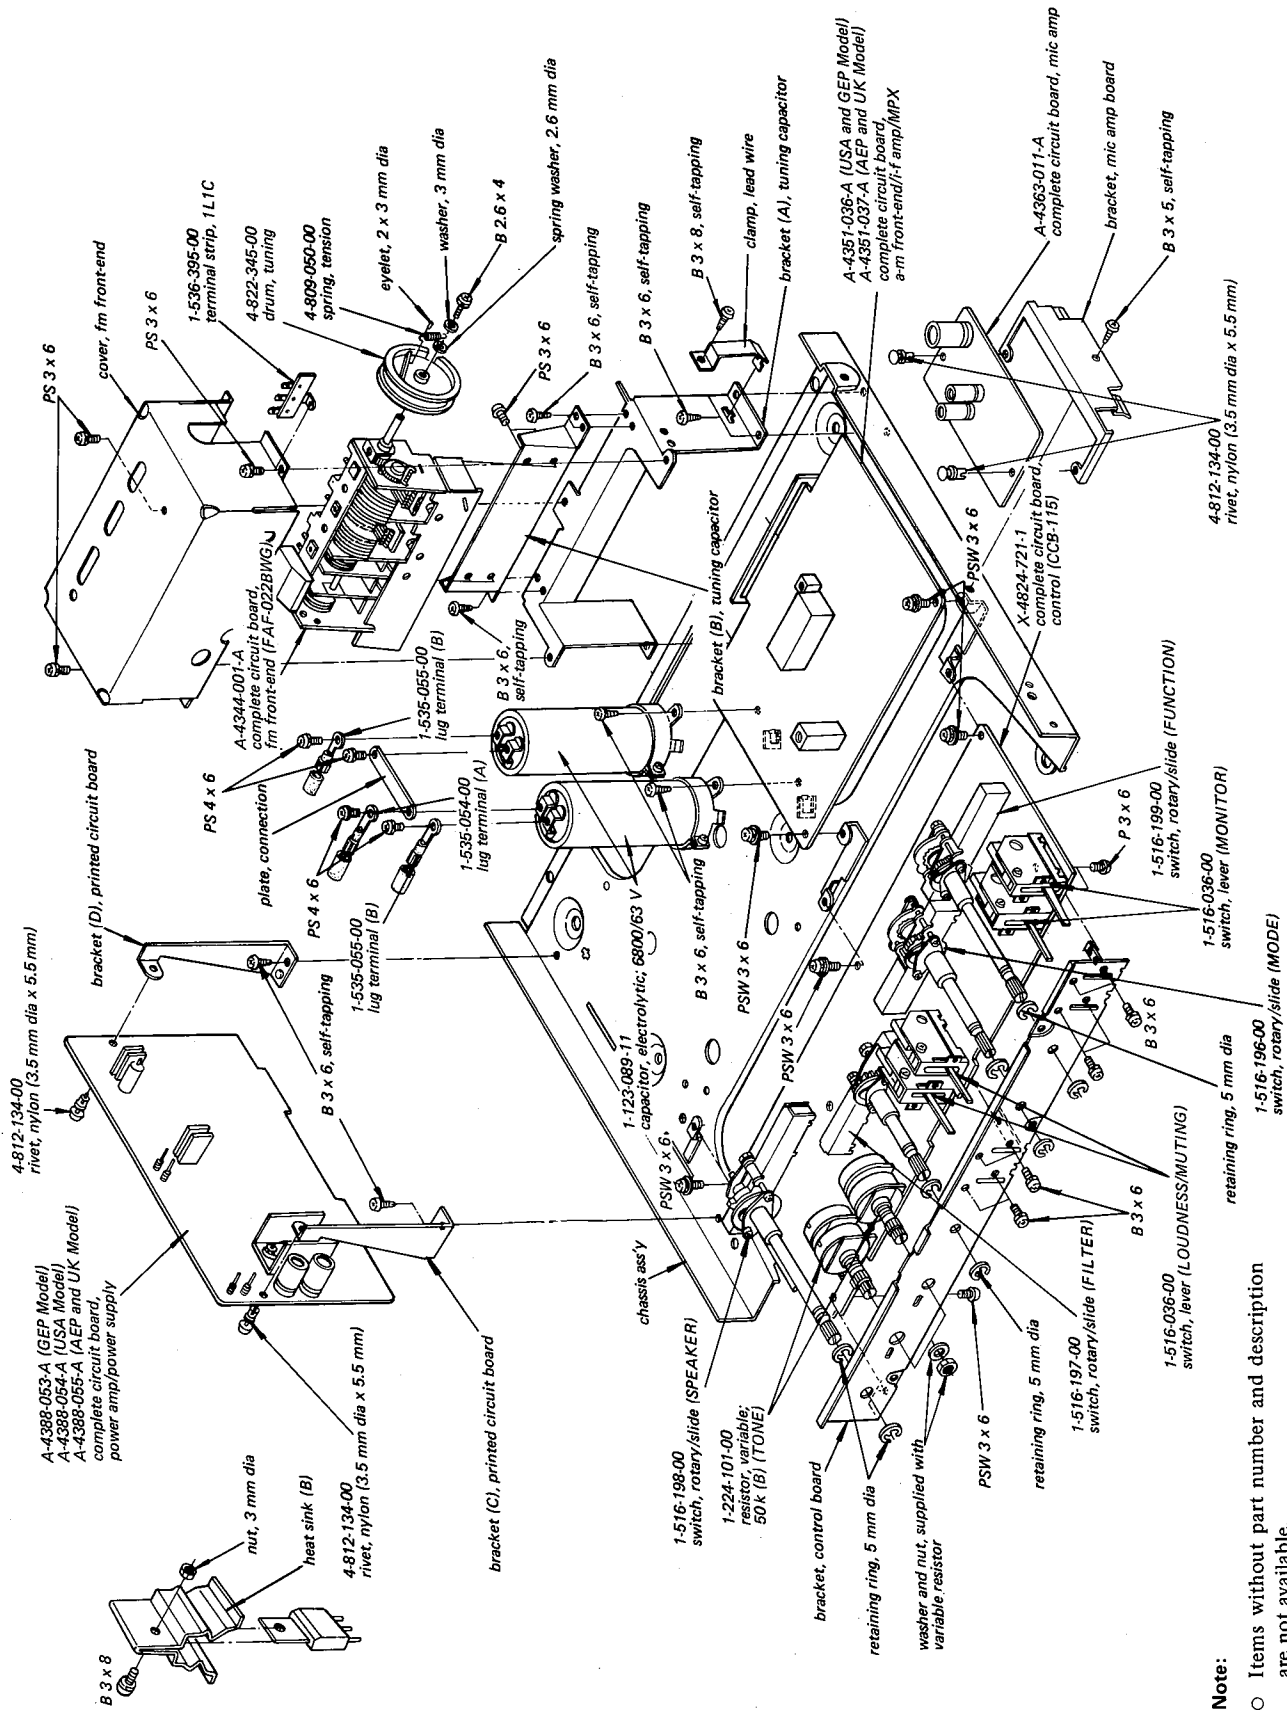 4-812-134-00
rivet, nylon (3.5 mm dia x 5.5 mm)
bracket (D), printed circuit board
A-4388-053-A (GEP Model)
A-4388-054-A (USA Model)
A-4388-055-A (AEP and UK Model)
complete circuit board,
power amp/power supply
B 3 x 6, self-tapping
4-812-134-00
rivet, nylon (3.5 mm dia x 5.5 mm)
bracket (C), printed circuit board
B 3 x 8
nut, 3 mm dia
heat sink (B)
PS 3 x 6
cover, fm front-end
PS 3 x 6
1-536-395-00
terminal strip, 1L1C
4-822-345-00
drum, tuning
4-809-050-00
spring, tension
eyelet, 2 x 3 mm dia
washer, 3 mm dia
B 2.6 x 4
spring washer, 2.6 mm dia
A-4344-001-A
complete circuit board,
fm front-end (FAF-022BWG)
PS 4 x 6
1-535-055-00
lug terminal (B)
plate, connection
1-535-054-00
lug terminal (A)
PS 4 x 6
1-535-055-00
lug terminal (B)
B 3 x 6,
self-tapping
PS 3 x 6
B 3 x 6, self-tapping
B 3 x 6, self-tapping
B 3 x 8, self-tapping
clamp, lead wire
bracket (A), tuning capacitor
bracket (B), tuning capacitor
A-4351-036-A (USA and GEP Model)
A-4351-037-A (AEP and UK Model)
complete circuit board,
a-m front-end/i-f amp/MPX
A-4363-011-A
complete circuit board, mic amp
bracket, mic amp board
B 3 x 5, self-tapping
4-812-134-00
rivet, nylon (3.5 mm dia x 5.5 mm)
1-123-089-11
capacitor, electrolytic; 6800/63 V
B 3 x 6, self-tapping
PSW 3 x 6
PSW 3 x 6
PSW 3 x 6
PSW 3 x 6
X-4824-721-1
complete circuit board,
control (CCB-115)
chassis ass'y
1-516-198-00
switch, rotary/slide (SPEAKER)
1-224-101-00
resistor, variable;
50 k (B) (TONE)
bracket, control board
retaining ring, 5 mm dia
washer and nut, supplied with
variable resistor
PSW 3 x 6
retaining ring, 5 mm dia
1-516-197-00
switch, rotary/slide (FILTER)
B 3 x 6
1-516-036-00
switch, lever (LOUDNESS/MUTING)
retaining ring, 5 mm dia
1-516-196-00
switch, rotary/slide (MODE)
B 3 x 6
1-516-036-00
switch, lever (MONITOR)
P 3 x 6
1-516-199-00
switch, rotary/slide (FUNCTION)
Note:
○ Items without part number and description
are not available.